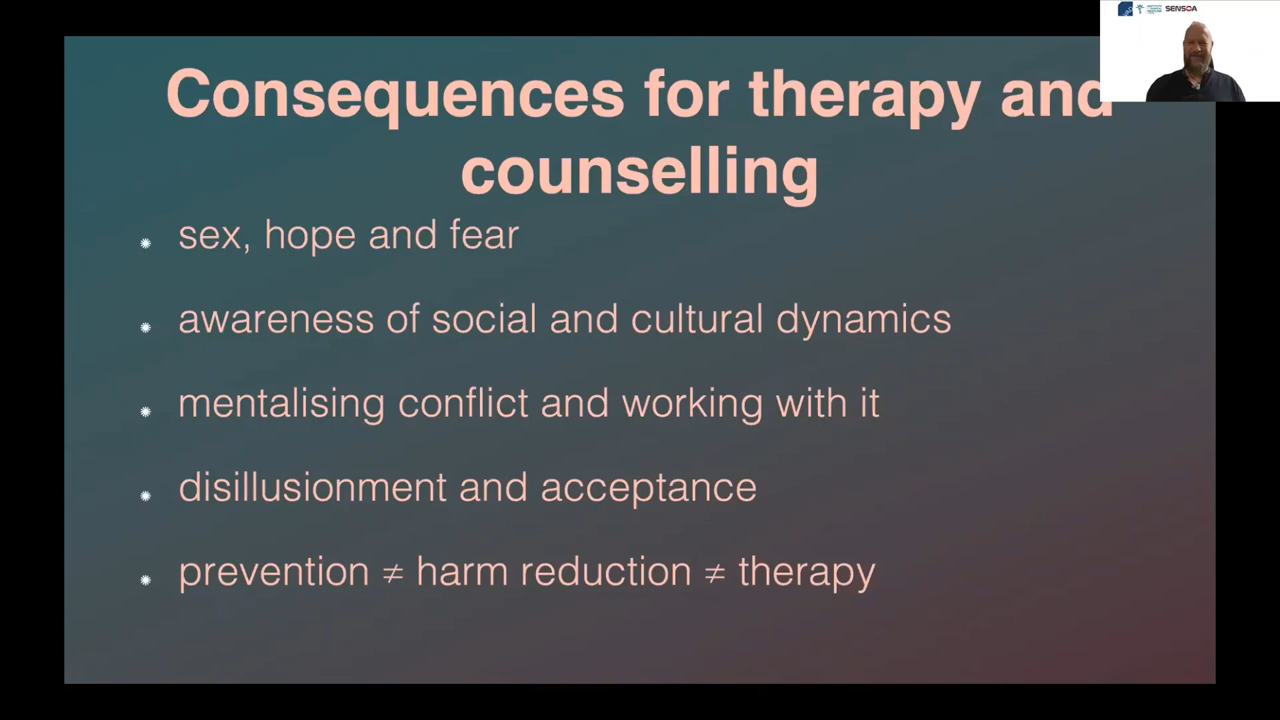 SENSOA
Consequences for therapy and
counselling
sex, hope and fear
awareness of social and cultural dynamics
mentalising conflict and working with it
disillusionment and acceptance
prevention ≠ harm reduction ≠ therapy